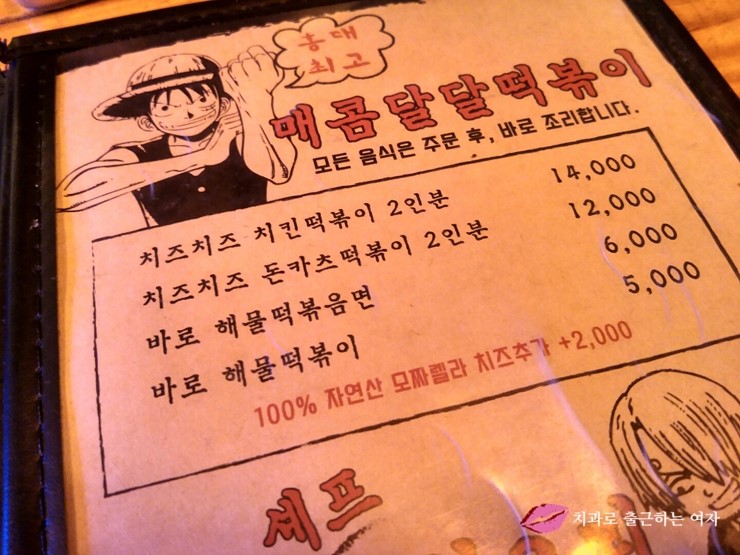 홍대
최고
매콤달달떡볶이
모든 음식은 주문 후, 바로 조리합니다.
치즈치즈 치킨떡볶이 2인분 14,000
치즈치즈 돈카츠떡볶이 2인분 12,000
바로 해물떡볶음면 6,000
바로 해물떡볶이 5,000
100% 자연산 모짜렐라 치즈추가 +2,000
셰프
치과로 출근하는 여자